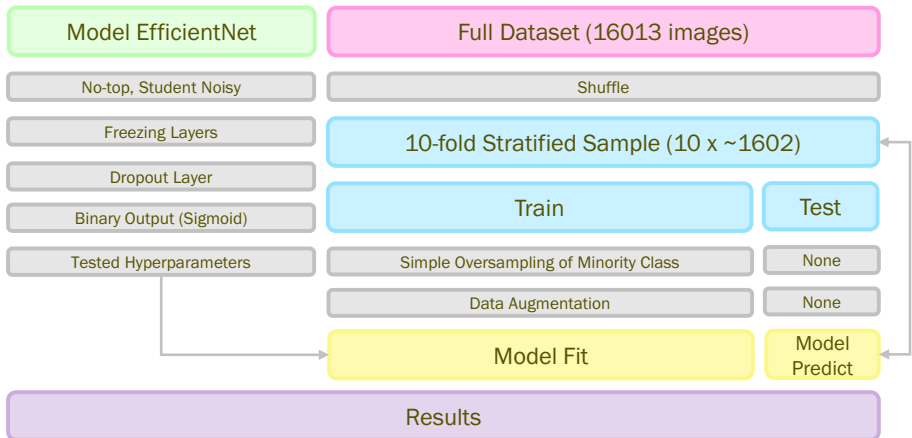 Model EfficientNet
Full Dataset (16013 images)
No-top, Student Noisy
Shuffle
Freezing Layers
10-fold Stratified Sample (10 x ~1602)
Dropout Layer
Train
Test
Binary Output (Sigmoid)
Tested Hyperparameters
Simple Oversampling of Minority Class
None
Data Augmentation
None
Model Fit
Model
Predict
Results